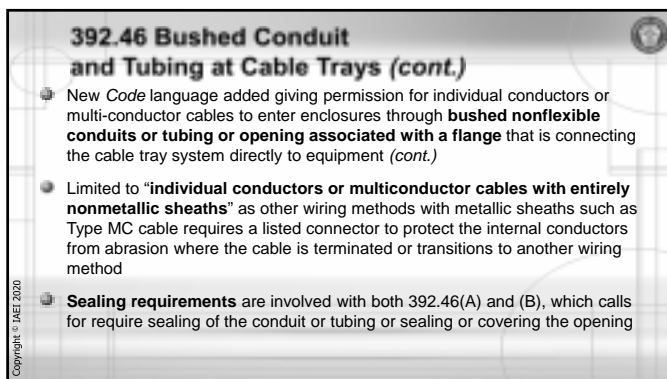 392.46 Bushed Conduit
and Tubing at Cable Trays (cont.)
New Code language added giving permission for individual conductors or
multi-conductor cables to enter enclosures through bushed nonflexible
conduits or tubing or opening associated with a flange that is connecting
the cable tray system directly to equipment (cont.)
Limited to “individual conductors or multiconductor cables with entirely
nonmetallic sheaths” as other wiring methods with metallic sheaths such as
Type MC cable requires a listed connector to protect the internal conductors
from abrasion where the cable is terminated or transitions to another wiring
method
Sealing requirements are involved with both 392.46(A) and (B), which calls
for require sealing of the conduit or tubing or sealing or covering the opening
Copyright © IAEI 2020